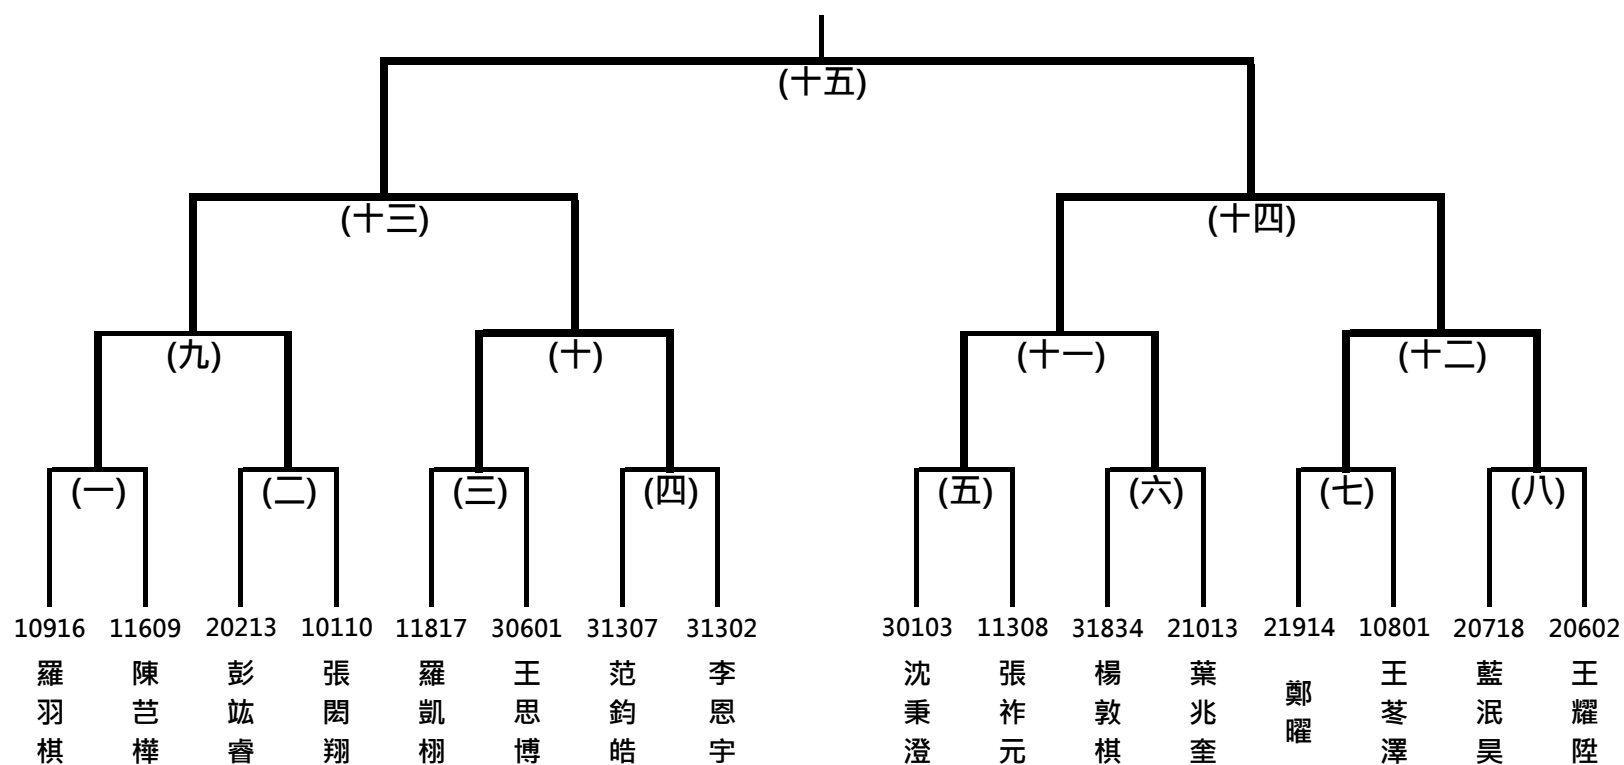 (十五)
(十三)
(十四)
(九)
(十)
(十一)
(十二)
(一)
(二)
(三)
(四)
(五)
(六)
(七)
(八)
10916
11609
20213
10110
11817
30601
31307
31302
30103
11308
31834
21013
21914
10801
20718
20602
羅羽棋
陳芑樺
彭竑睿
張閎翔
羅凱栩
王思博
范鈞皓
李恩宇
沈秉澄
張祚元
楊敦棋
葉兆奎
鄭曜
王苳澤
藍泯昊
王耀陞